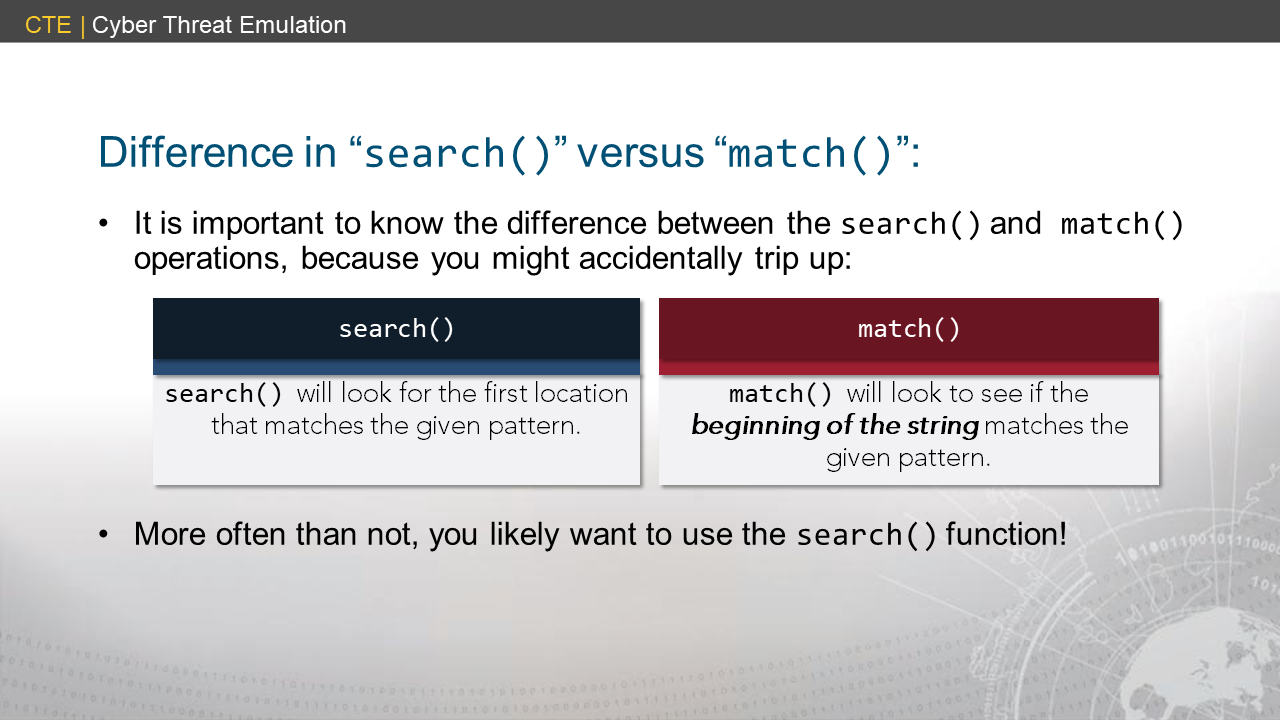 CTE | Cyber Threat Emulation
Difference in “search()” versus “match()”:
• It is important to know the difference between the search() and match()
operations, because you might accidentally trip up:
search()
search() will look for the first location
that matches the given pattern.
match()
match() will look to see if the
beginning of the string matches the
given pattern.
• More often than not, you likely want to use the search() function!